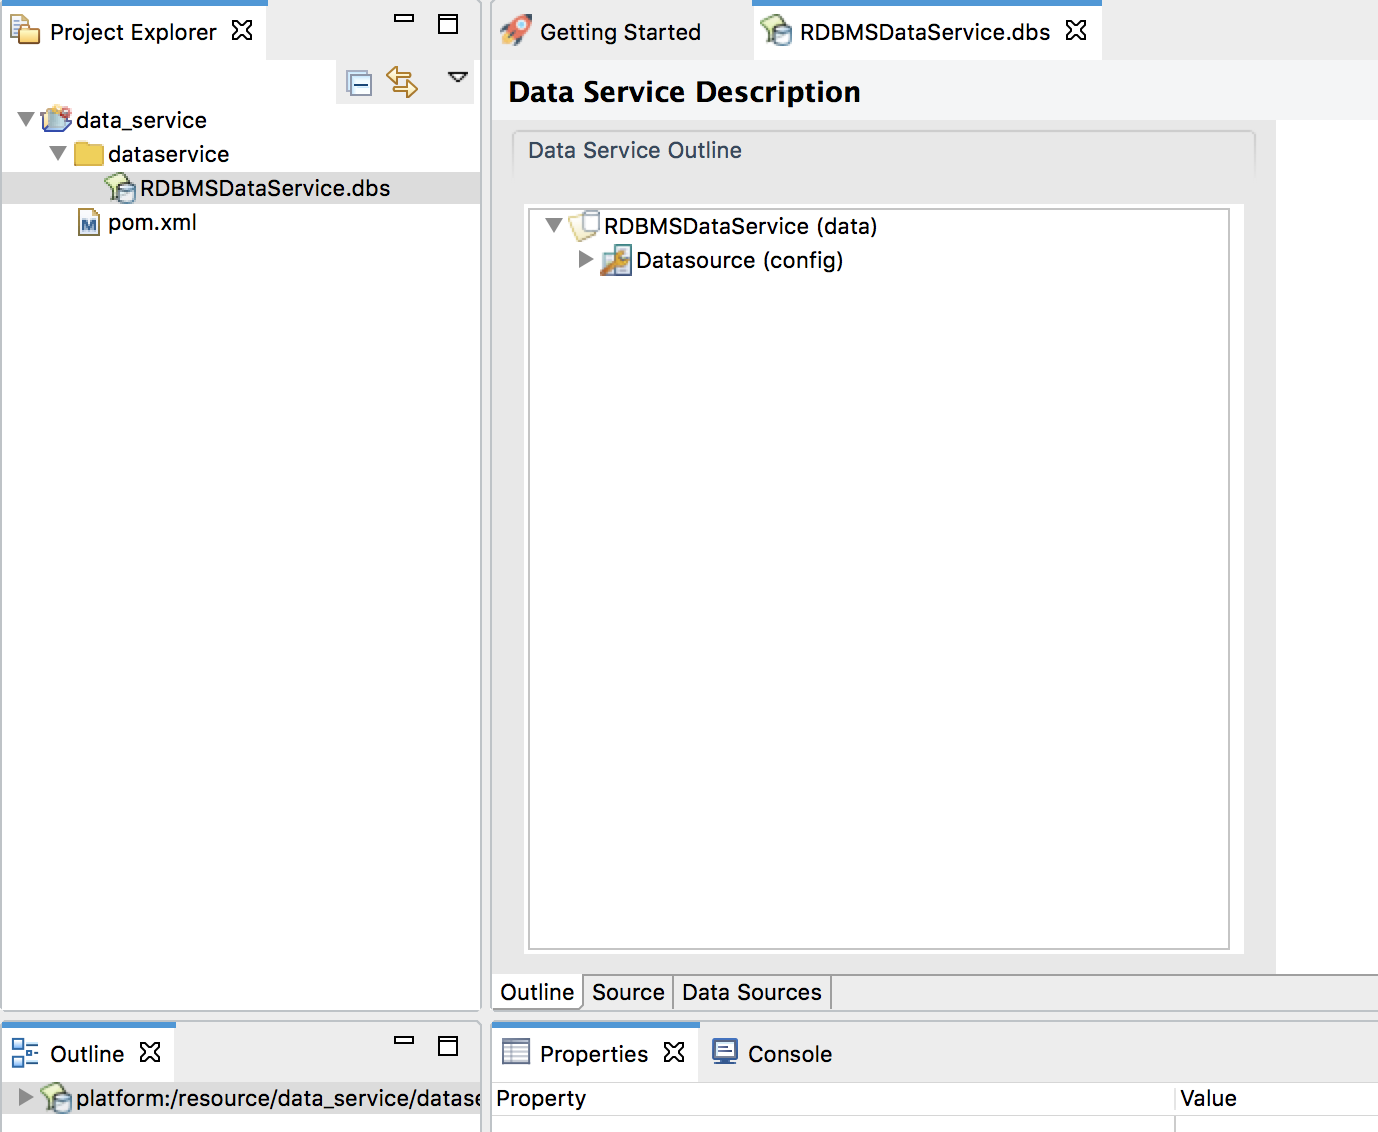 Project Explorer
data_service
dataservice
RDBMSDataService.dbs
pom.xml
Getting Started
RDBMSDataService.dbs
Data Service Description
Data Service Outline
RDBMSDataService (data)
Datasource (config)
Outline
Source
Data Sources
Outline
platform:/resource/data_service/datase
Properties
Console
Property
Value